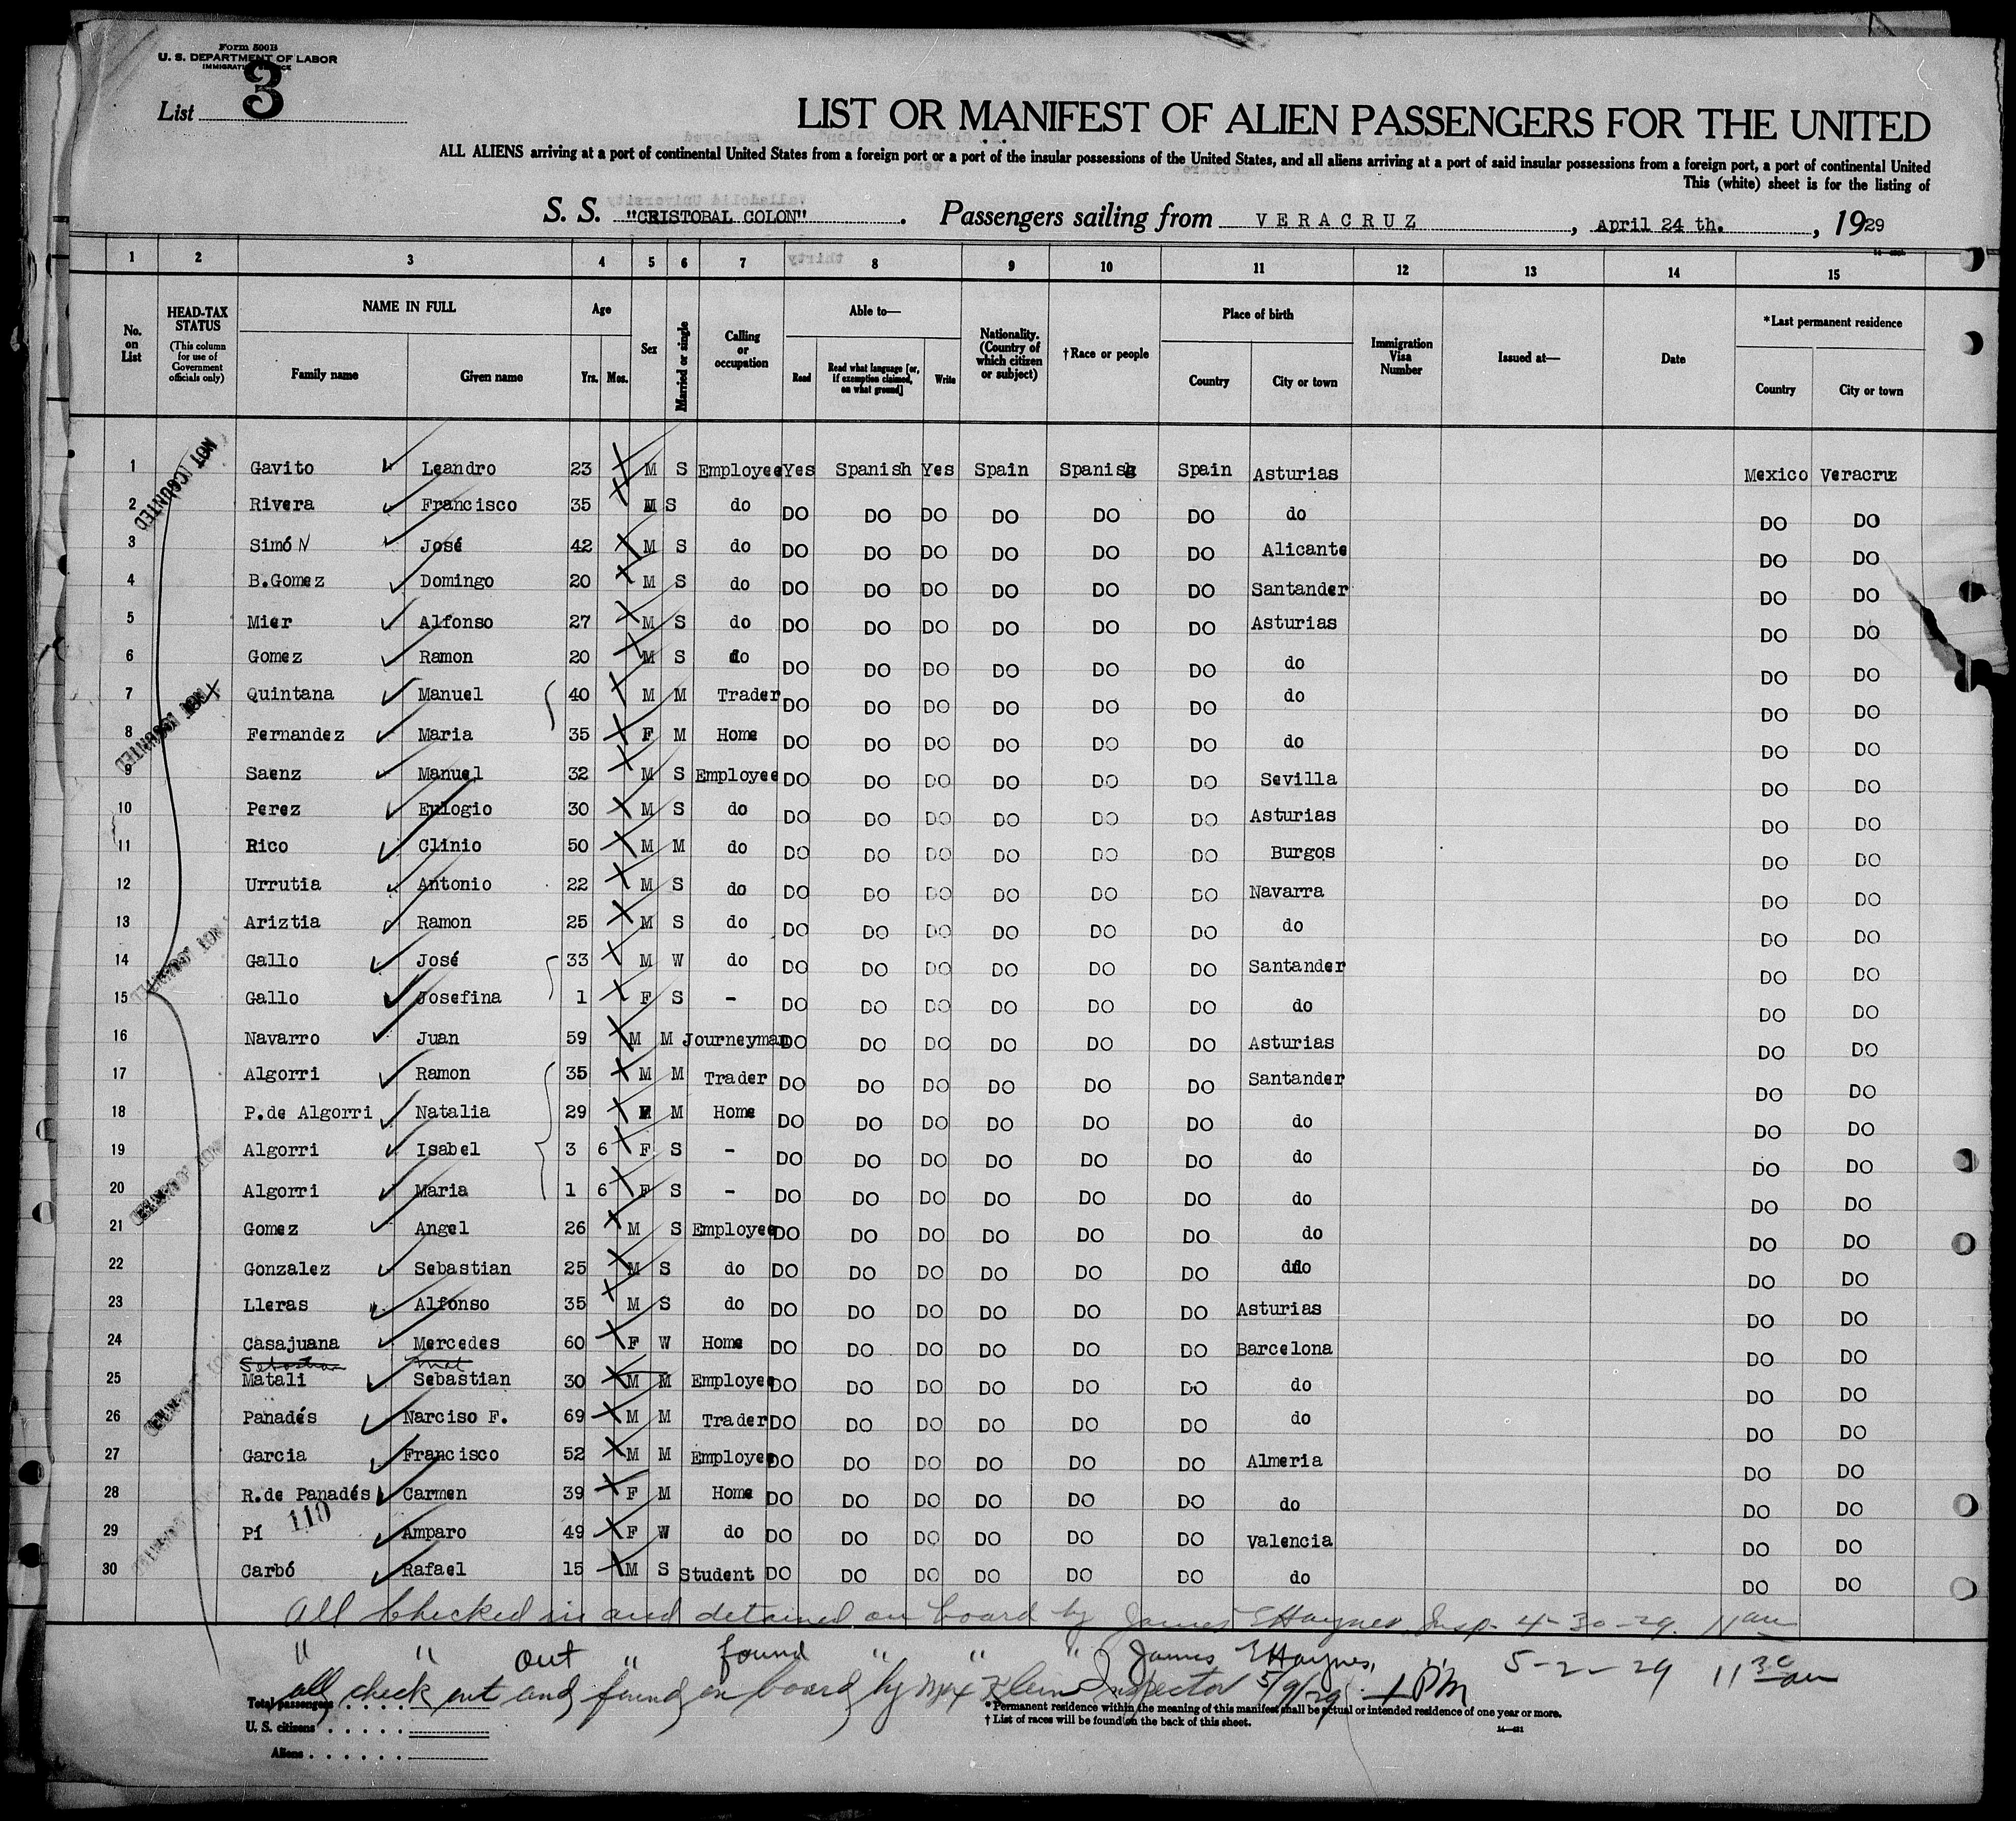 Form 500B
U. S. DEPARTMENT OF LABOR
IMMIGRATION SERVICE
List 3
LIST OR MANIFEST OF ALIEN PASSENGERS FOR THE UNITED
ALL ALIENS arriving at a port of continental United States from a foreign port or a port of the insular possessions of the United States, and all aliens arriving at a port of said insular possessions from a foreign port, a port of continental United
This (white) sheet is for the listing of
S. S. "CRISTOBAL COLON". Passengers sailing from VERACRUZ, April 24 th., 1929
1 2 3 4 5 6 7 8 9 10 11 12 13 14 15
No. on List
HEAD-TAX STATUS (This column for use of Government officials only)
NAME IN FULL
Family name Given name
Age
Yrs. Mos.
Sex
Married or single
Calling or occupation
Able to—
Read Read what language [or, if exemption claimed, on what ground] Write
Nationality. (Country of which citizen or subject)
†Race or people
Place of birth
Country City or town
Immigration Visa Number
Issued at—
Date
*Last permanent residence
Country City or town
1 Gavito Leandro 23 M S Employee Yes Spanish Yes Spain Spanish Spain Asturias Mexico Veracruz
2 Rivera Francisco 35 M S do DO DO DO DO DO DO do DO DO
3 Simó N José 42 M S do DO DO DO DO DO DO Alicante DO DO
4 B.Gomez Domingo 20 M S do DO DO DO DO DO DO Santander DO DO
5 Mier Alfonso 27 M S do DO DO DO DO DO DO Asturias DO DO
6 Gomez Ramon 20 M S do DO DO DO DO DO DO do DO DO
7 Quintana Manuel 40 M M Trader DO DO DO DO DO DO do DO DO
8 Fernandez Maria 35 F M Home DO DO DO DO DO DO do DO DO
9 Saenz Manuel 32 M S Employee DO DO DO DO DO DO Sevilla DO DO
10 Perez Eulogio 30 M S do DO DO DO DO DO DO Asturias DO DO
11 Rico Clinio 50 M M do DO DO DO DO DO DO Burgos DO DO
12 Urrutia Antonio 22 M S do DO DO DO DO DO DO Navarra DO DO
13 Ariztia Ramon 25 M S do DO DO DO DO DO DO do DO DO
14 Gallo José 33 M W do DO DO DO DO DO DO Santander DO DO
15 Gallo Josefina 1 F S - DO DO DO DO DO DO do DO DO
16 Navarro Juan 59 M M Journeyman DO DO DO DO DO DO Asturias DO DO
17 Algorri Ramon 35 M M Trader DO DO DO DO DO DO Santander DO DO
18 P.de Algorri Natalia 29 F M Home DO DO DO DO DO DO do DO DO
19 Algorri Isabel 3 6 F S - DO DO DO DO DO DO do DO DO
20 Algorri Maria 1 6 F S - DO DO DO DO DO DO do DO DO
21 Gomez Angel 26 M S Employee DO DO DO DO DO DO do DO DO
22 Gonzalez Sebastian 25 M S do DO DO DO DO DO DO do DO DO
23 Lleras Alfonso 35 M S do DO DO DO DO DO DO Asturias DO DO
24 Casajuana Mercedes 60 F W Home DO DO DO DO DO DO Barcelona DO DO
25 Matali Sebastian 30 M M Employee DO DO DO DO DO DO do DO DO
26 Panadés Narciso F. 69 M M Trader DO DO DO DO DO DO do DO DO
27 Garcia Francisco 52 M M Employee DO DO DO DO DO DO Almeria DO DO
28 R.de Panadés Carmen 39 F M Home DO DO DO DO DO DO do DO DO
29 Pí 110 Amparo 49 F W do DO DO DO DO DO DO Valencia DO DO
30 Carbó Rafael 15 M S Student DO DO DO DO DO DO do DO DO
NOT COUNTED
All checked in and detained on board by James E Haynes, Insp. 4-30-29. 11 am
" " out " found " " " James E Haynes, " 5-2-29 11 30 am
all check out and found on board by Max Klein Inspector 5/9/29. 1 PM
Total passengers . . . .
U. S. citizens . . . . .
Aliens . . . . . .
* Permanent residence within the meaning of this manifest shall be actual or intended residence of one year or more.
† List of races will be found on the back of this sheet.